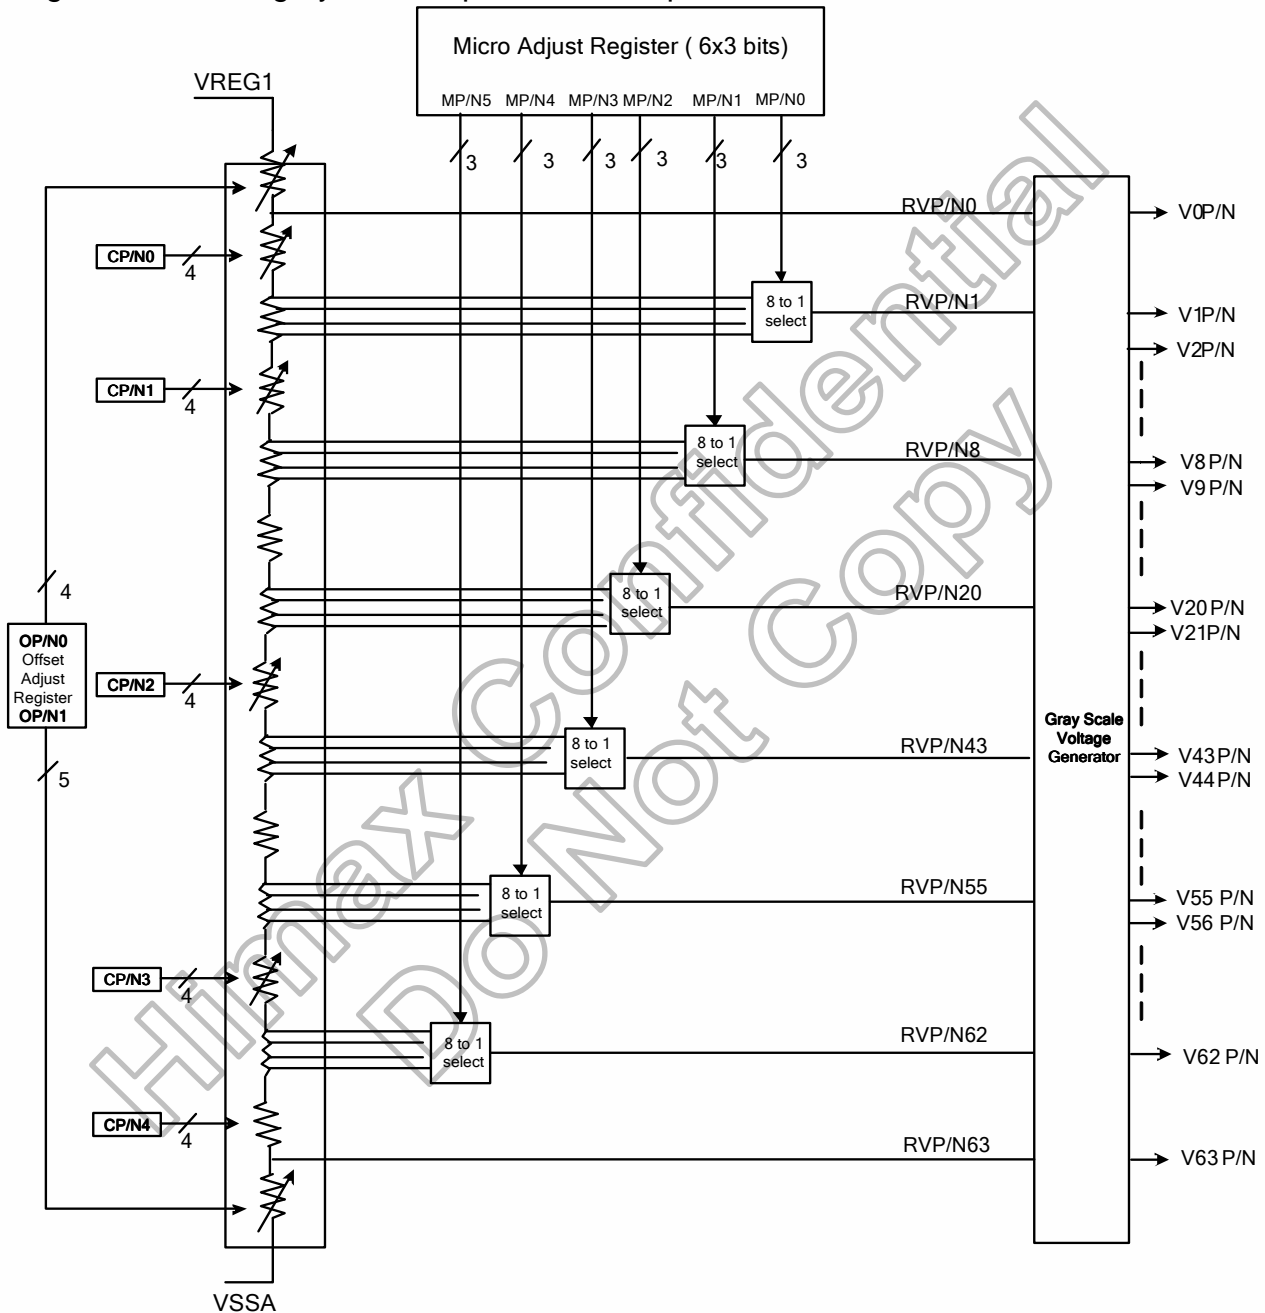 Micro Adjust Register ( 6x3 bits)
MP/N5 MP/N4 MP/N3 MP/N2 MP/N1 MP/N0
VREG1
3 3 3 3 3 3
RVP/N0
V0P/N
CP/N0
4
8 to 1
select
RVP/N1
V1P/N
V2P/N
CP/N1
4
8 to 1
select
RVP/N8
V8P/N
V9P/N
4
8 to 1
select
RVP/N20
V20P/N
V21P/N
OP/N0
Offset
Adjust
Register
OP/N1
CP/N2
4
5
8 to 1
select
RVP/N43
Gray Scale
Voltage
Generator
V43P/N
V44P/N
8 to 1
select
RVP/N55
V55 P/N
V56 P/N
CP/N3
4
8 to 1
select
RVP/N62
V62 P/N
CP/N4
4
RVP/N63
V63P/N
VSSA
Himax Confidential
Do Not Copy